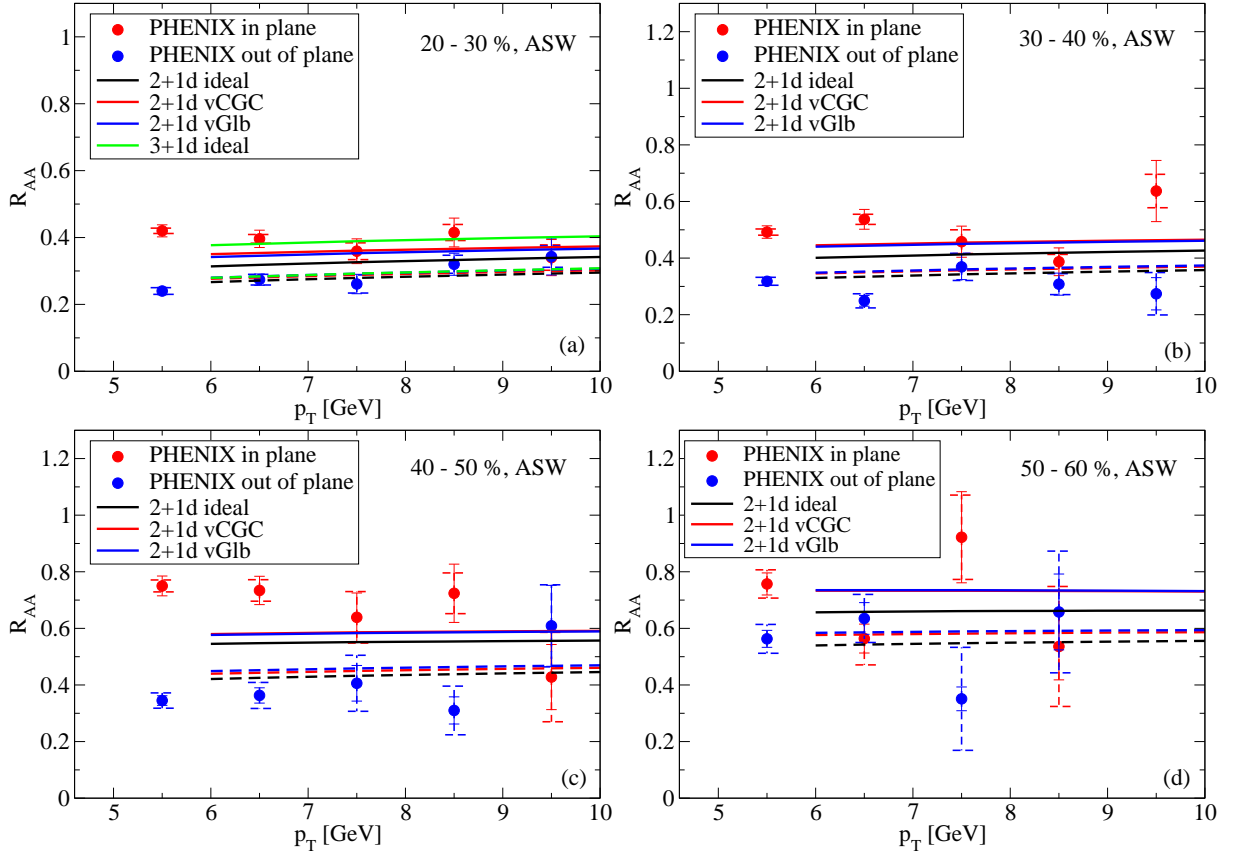 PHENIX in plane
PHENIX out of plane
2+1d ideal
2+1d vCGC
2+1d vGlb
3+1d ideal
20 - 30 %, ASW
(a)
1
0.8
0.6
0.4
0.2
0
R_AA
5 6 7 8 9 10
p_T [GeV]
PHENIX in plane
PHENIX out of plane
2+1d ideal
2+1d vCGC
2+1d vGlb
30 - 40 %, ASW
(b)
1.2
1
0.8
0.6
0.4
0.2
0
5 6 7 8 9 10
p_T [GeV]
PHENIX in plane
PHENIX out of plane
2+1d ideal
2+1d vCGC
2+1d vGlb
40 - 50 %, ASW
(c)
1.2
1
0.8
0.6
0.4
0.2
0
R_AA
5 6 7 8 9 10
p_T [GeV]
PHENIX in plane
PHENIX out of plane
2+1d ideal
2+1d vCGC
2+1d vGlb
50 - 60 %, ASW
(d)
1.2
1
0.8
0.6
0.4
0.2
0
5 6 7 8 9 10
p_T [GeV]